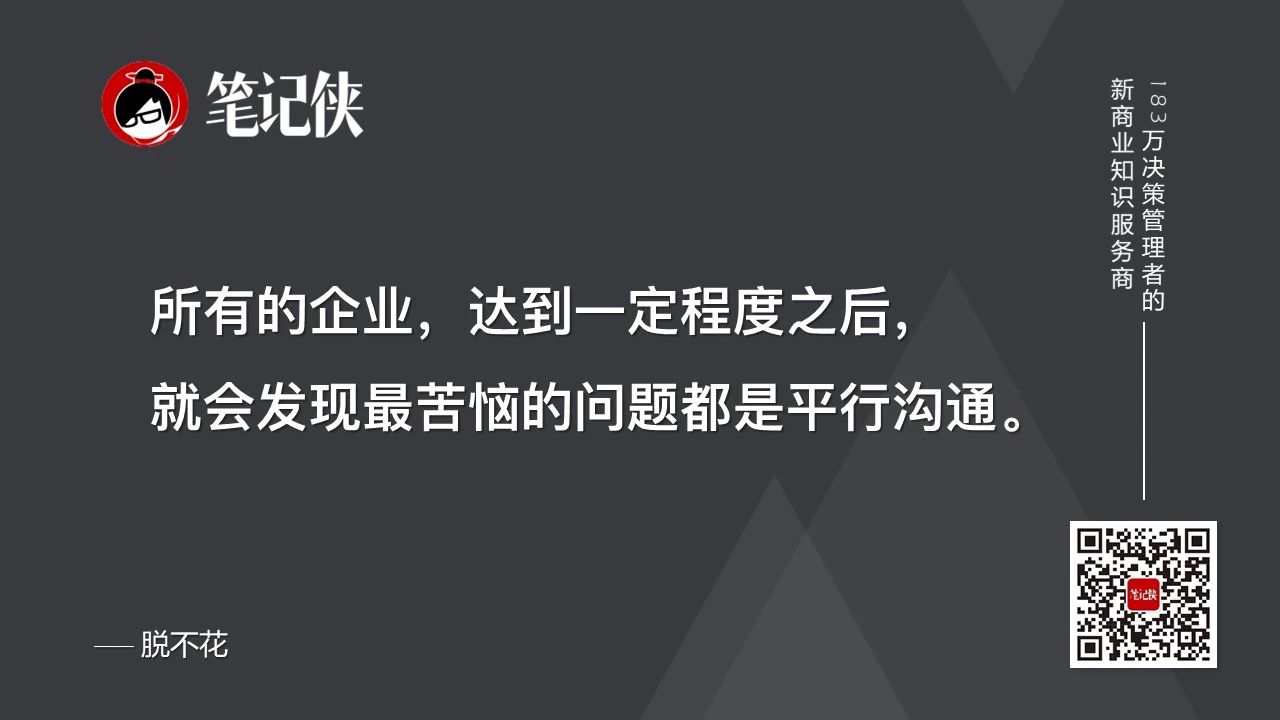 笔记侠
183万决策管理者的
新商业知识服务商
所有的企业，达到一定程度之后，
就会发现最苦恼的问题都是平行沟通。
—— 脱不花
笔记侠